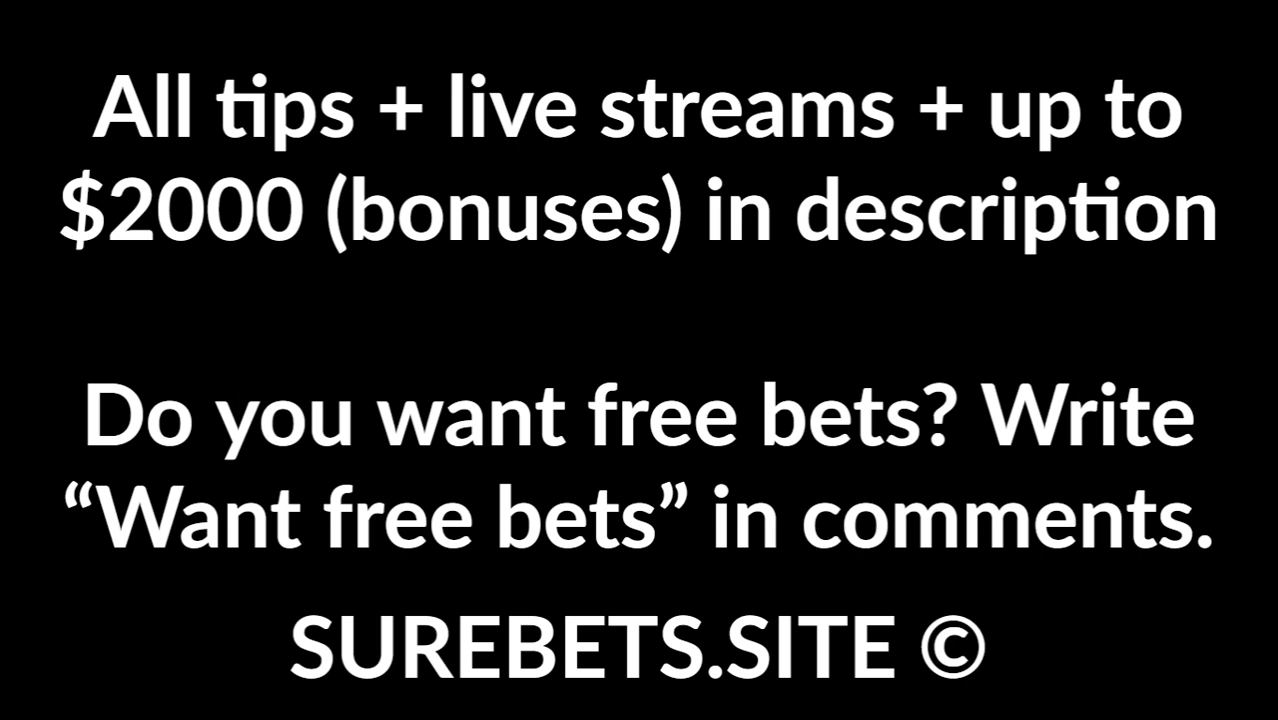 All tips + live streams + up to
$2000 (bonuses) in description
Do you want free bets? Write
“Want free bets” in comments.
SUREBETS.SITE ©